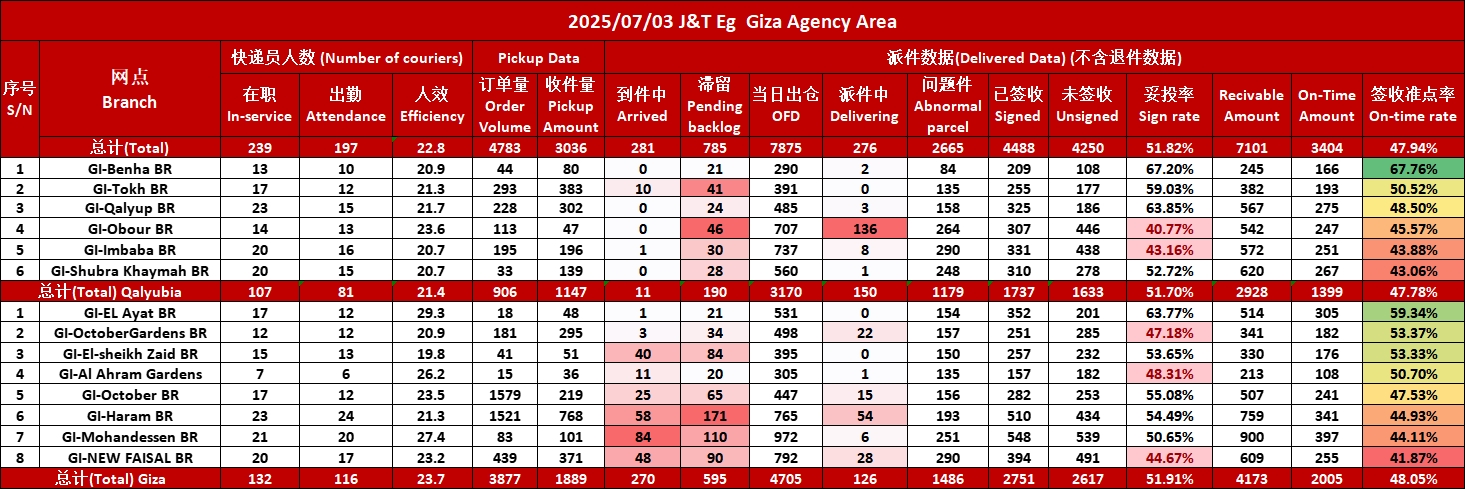 2025/07/03 J&T Eg  Giza Agency Area
序号 S/N 网点 Branch 快递员人数 (Number of couriers) Pickup Data 派件数据(Delivered Data) (不含退件数据)
在职 In-service 出勤 Attendance 人效 Efficiency 订单量 Order Volume 收件量 Pickup Amount 到件中 Arrived 滞留 Pending backlog 当日出仓 OFD 派件中 Delivering 问题件 Abnormal parcel 已签收 Signed 未签收 Unsigned 妥投率 Sign rate Recivable Amount On-Time Amount 签收准点率 On-time rate
总计(Total) 239 197 22.8 4783 3036 281 785 7875 276 2665 4488 4250 51.82% 7101 3404 47.94%
1 GI-Benha BR 13 10 20.9 44 80 0 21 290 2 84 209 108 67.20% 245 166 67.76%
2 GI-Tokh BR 17 12 21.3 293 383 10 41 391 0 135 255 177 59.03% 382 193 50.52%
3 GI-Qalyup BR 23 15 21.7 228 302 0 24 485 3 158 325 186 63.85% 567 275 48.50%
4 GI-Obour BR 14 13 23.6 113 47 0 46 707 136 264 307 446 40.77% 542 247 45.57%
5 GI-Imbaba BR 20 16 20.7 195 196 1 30 737 8 290 331 438 43.16% 572 251 43.88%
6 GI-Shubra Khaymah BR 20 15 20.7 33 139 0 28 560 1 248 310 278 52.72% 620 267 43.06%
总计(Total) Qalyubia 107 81 21.4 906 1147 11 190 3170 150 1179 1737 1633 51.70% 2928 1399 47.78%
1 GI-EL Ayat BR 17 12 29.3 18 48 1 21 531 0 154 352 201 63.77% 514 305 59.34%
2 GI-OctoberGardens BR 12 12 20.9 181 295 3 34 498 22 157 251 285 47.18% 341 182 53.37%
3 GI-El-sheikh Zaid BR 15 13 19.8 41 51 40 84 395 0 150 257 232 53.65% 330 176 53.33%
4 GI-Al Ahram Gardens 7 6 26.2 15 36 11 20 305 1 135 157 182 48.31% 213 108 50.70%
5 GI-October BR 17 12 23.5 1579 219 25 65 447 15 156 282 253 55.08% 507 241 47.53%
6 GI-Haram BR 23 24 21.3 1521 768 58 171 765 54 193 510 434 54.49% 759 341 44.93%
7 GI-Mohandessen BR 21 20 27.4 83 101 84 110 972 6 251 548 539 50.65% 900 397 44.11%
8 GI-NEW FAISAL BR 20 17 23.2 439 371 48 90 792 28 290 394 491 44.67% 609 255 41.87%
总计(Total) Giza 132 116 23.7 3877 1889 270 595 4705 126 1486 2751 2617 51.91% 4173 2005 48.05%